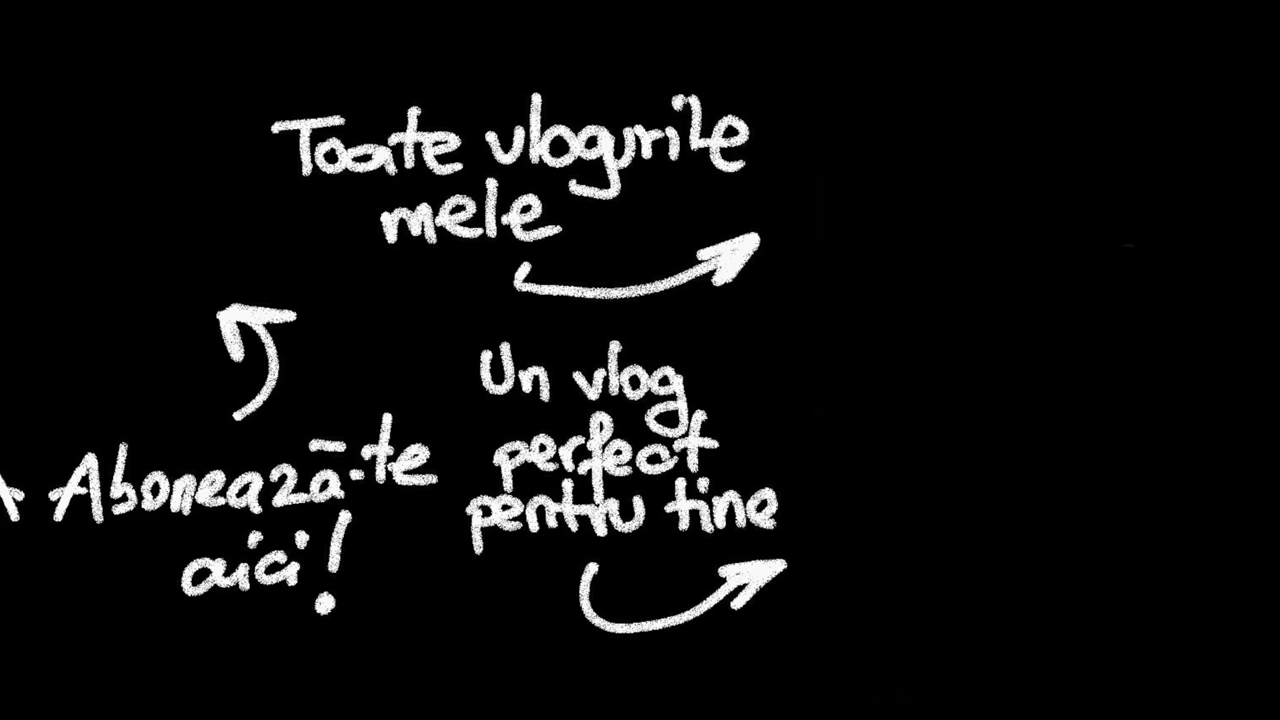 Toate vlogurile
mele
Un vlog
perfect
pentru tine
Abonează-te
aici!